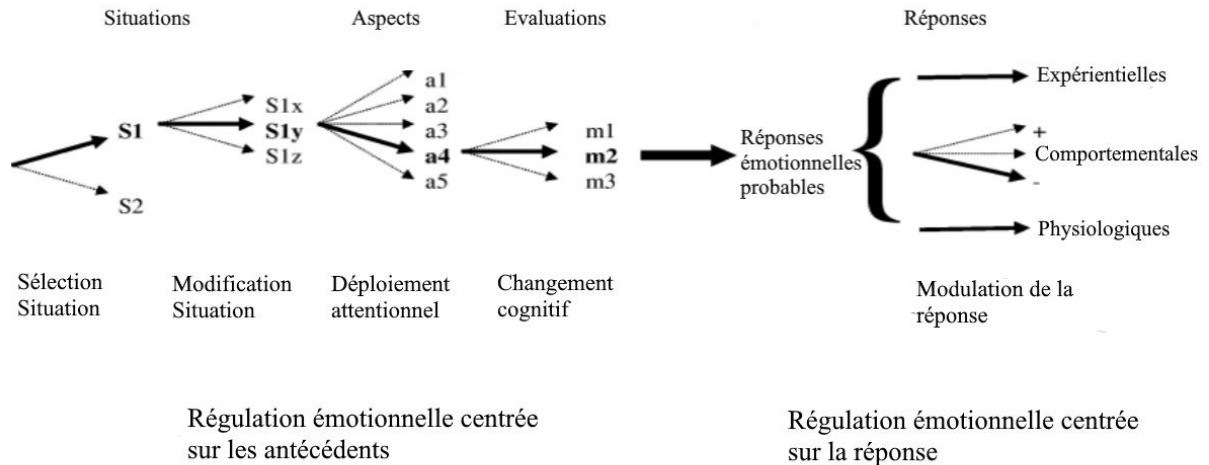 Situations
Aspects
Evaluations
Réponses
S1
S2
S1x
S1y
S1z
a1
a2
a3
a4
a5
m1
m2
m3
Réponses
émotionnelles
probables
Expérientielles
+
Comportementales
-
Physiologiques
Sélection
Situation
Modification
Situation
Déploiement
attentionnel
Changement
cognitif
Modulation de la
réponse
Régulation émotionnelle centrée
sur les antécédents
Régulation émotionnelle centrée
sur la réponse